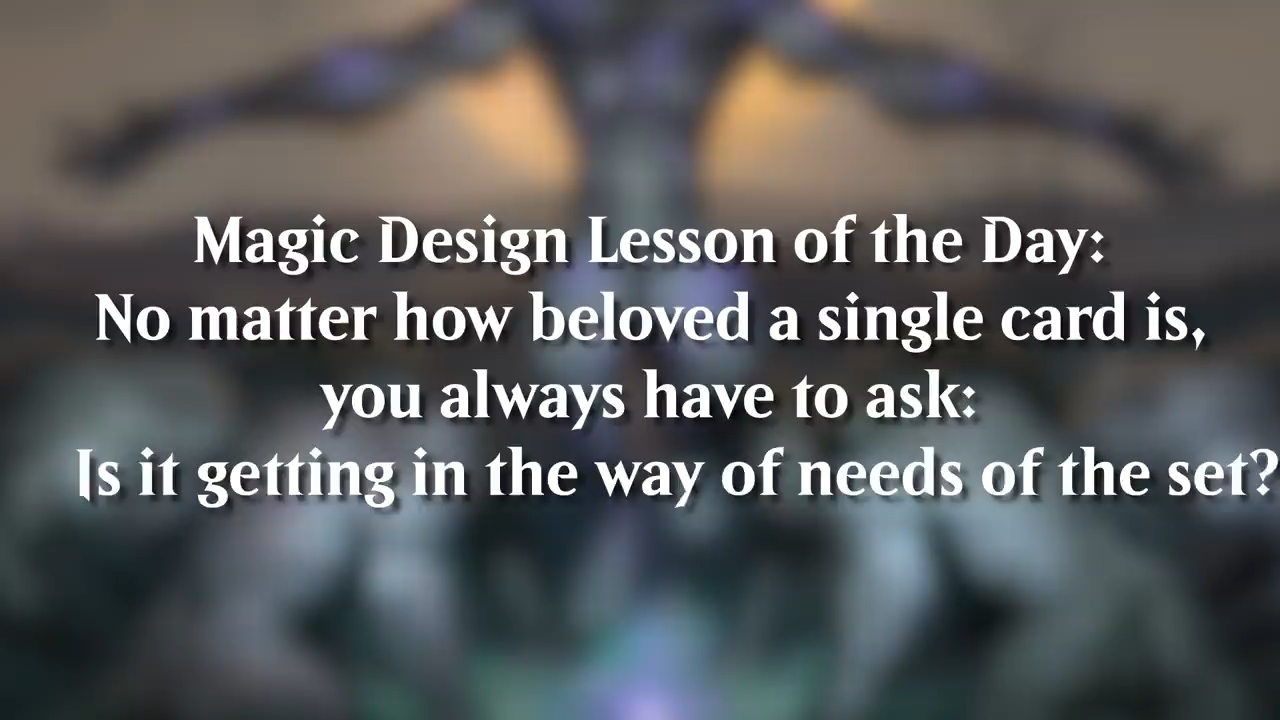 Magic Design Lesson of the Day:
No matter how beloved a single card is,
you always have to ask:
Is it getting in the way of needs of the set?